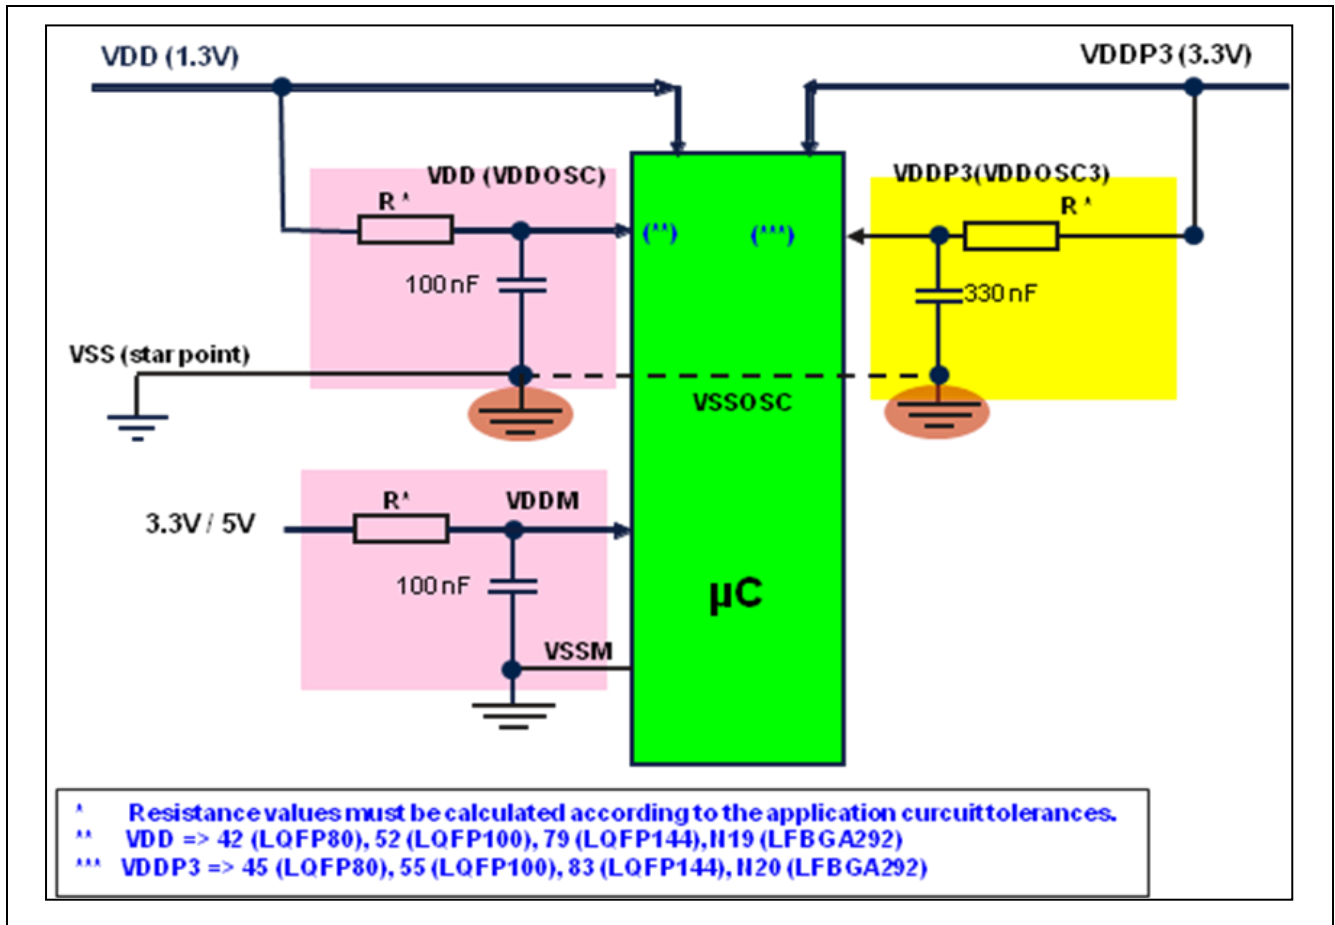 VDD (1.3V)
VDDP3 (3.3V)
VDD (VDDOSC)
R*
100 nF
(**)
(***)
VDDP3(VDDOSC3)
R*
330 nF
VSS (star point)
VSSOSC
R*
VDDM
3.3V / 5V
100 nF
VSSM
µC
* Resistance values must be calculated according to the application curcuit tolerances.
** VDD => 42 (LQFP80), 52 (LQFP100), 79 (LQFP144), N19 (LFBGA292)
*** VDDP3 => 45 (LQFP80), 55 (LQFP100), 83 (LQFP144), N20 (LFBGA292)